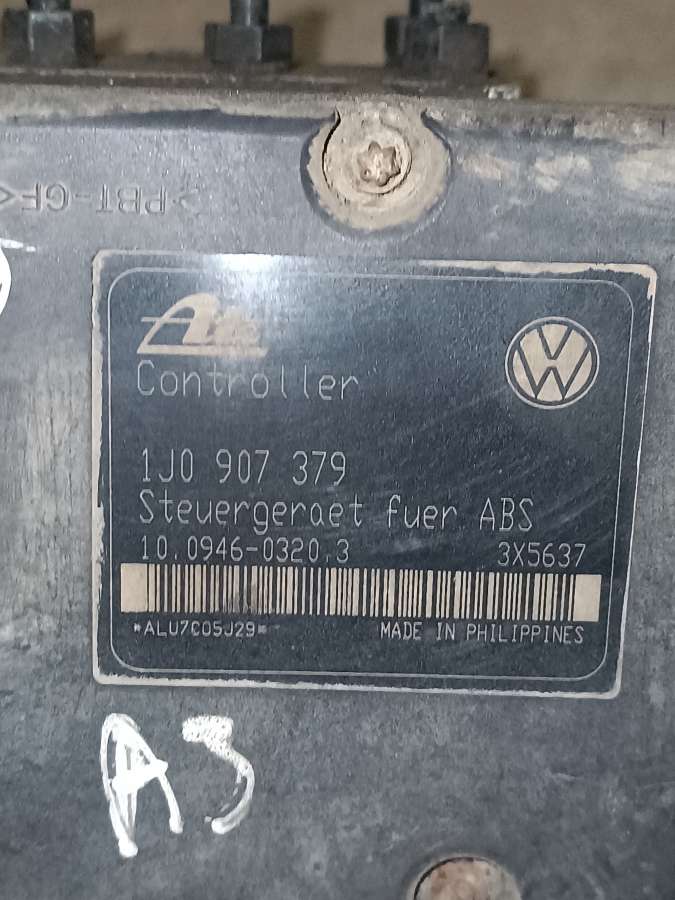 >PBT-GF<
Ate
Controller
1J0 907 379
Steuergeraet fuer ABS
10.0946-0320.3 3X5637
*ALU7C05J29* MADE IN PHILIPPINES
A3